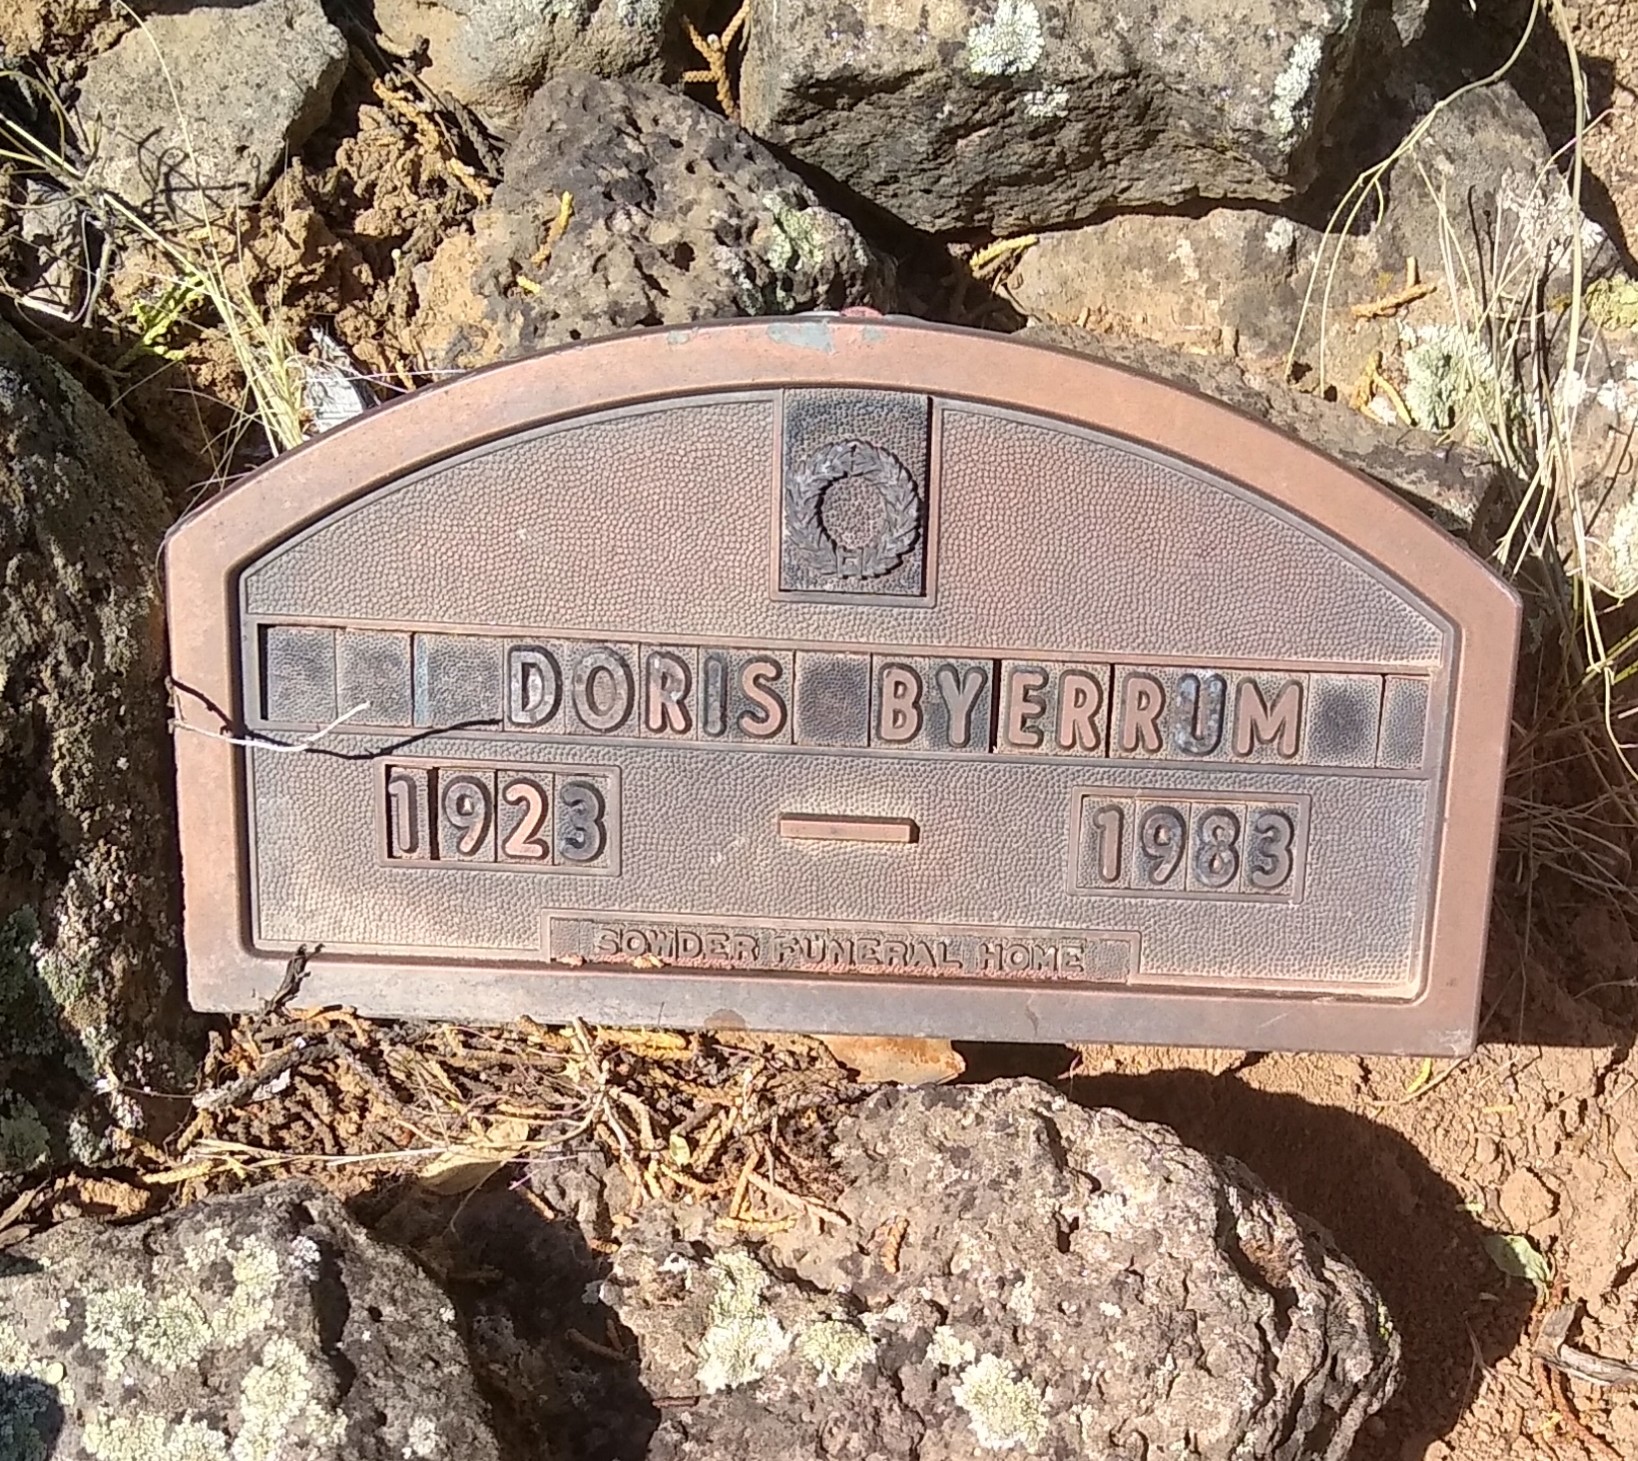 DORIS BYERRUM
1923 — 1983
SOWDER FUNERAL HOME